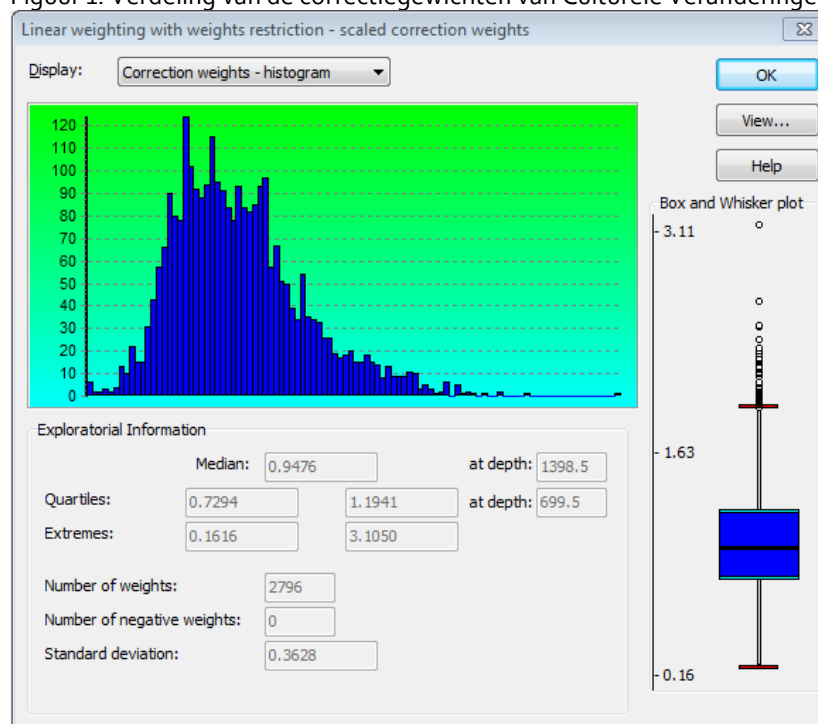 Figuur 1: Verdeling van de correctiegewichten van Culturele Veranderinge
Linear weighting with weights restriction - scaled correction weights
Display: Correction weights - histogram
OK
View...
Help
120
110
100
90
80
70
60
50
40
30
20
10
0
Box and Whisker plot
3.11
1.63
0.16
Exploratorial Information
Median: 0.9476 at depth: 1398.5
Quartiles: 0.7294 1.1941 at depth: 699.5
Extremes: 0.1616 3.1050
Number of weights: 2796
Number of negative weights: 0
Standard deviation: 0.3628